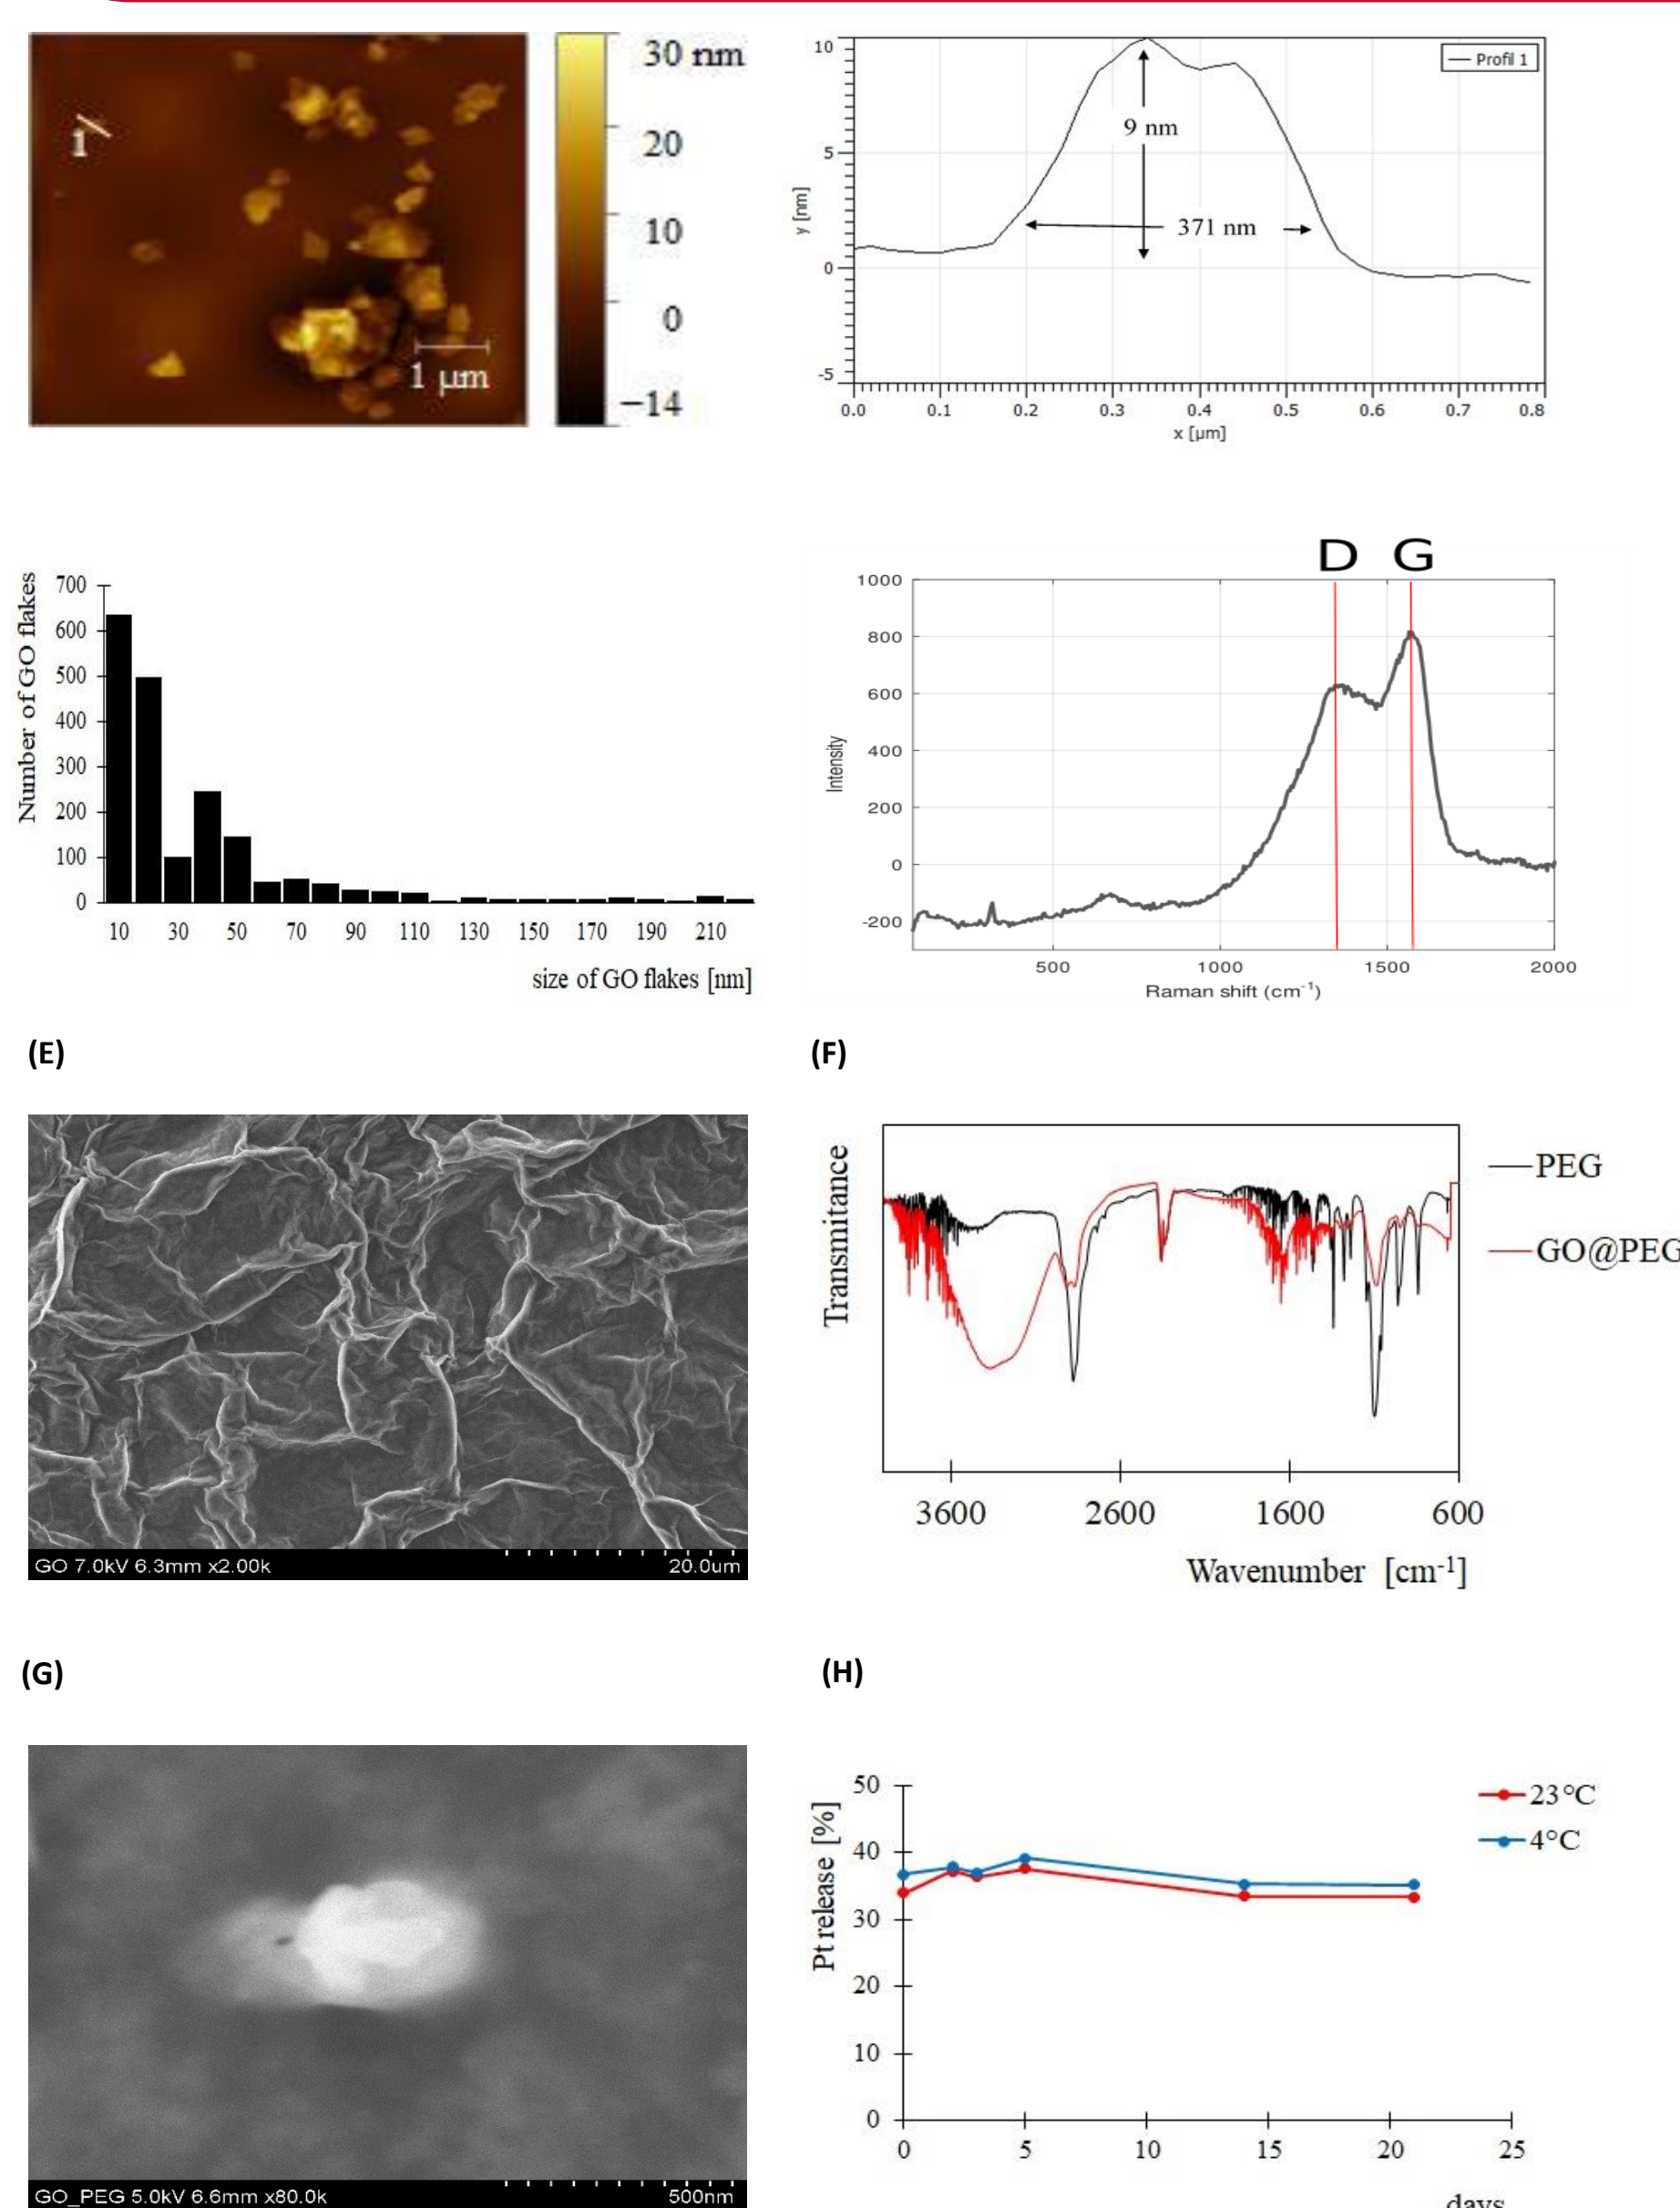 30 nm
20
10
0
−14
1
1 µm
Profil 1
10
5
0
-5
y [nm]
9 nm
371 nm
0.0 0.1 0.2 0.3 0.4 0.5 0.6 0.7 0.8
x [µm]
Number of GO flakes
700
600
500
400
300
200
100
0
10 30 50 70 90 110 130 150 170 190 210
size of GO flakes [nm]
D G
1000
800
600
400
200
0
-200
Intensity
500 1000 1500 2000
Raman shift (cm-1)
(E)
(F)
GO 7.0kV 6.3mm x2.00k 20.0um
Transmitance
PEG
GO@PEG
3600 2600 1600 600
Wavenumber [cm-1]
(G)
(H)
GO_PEG 5.0kV 6.6mm x80.0k 500nm
Pt release [%]
50
40
30
20
10
0
23°C
4°C
0 5 10 15 20 25
days